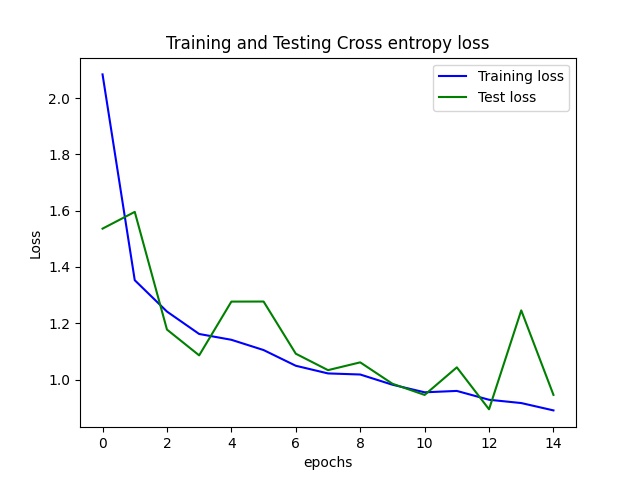 Training and Testing Cross entropy loss
Training loss
Test loss
Loss
2.0
1.8
1.6
1.4
1.2
1.0
0 2 4 6 8 10 12 14
epochs